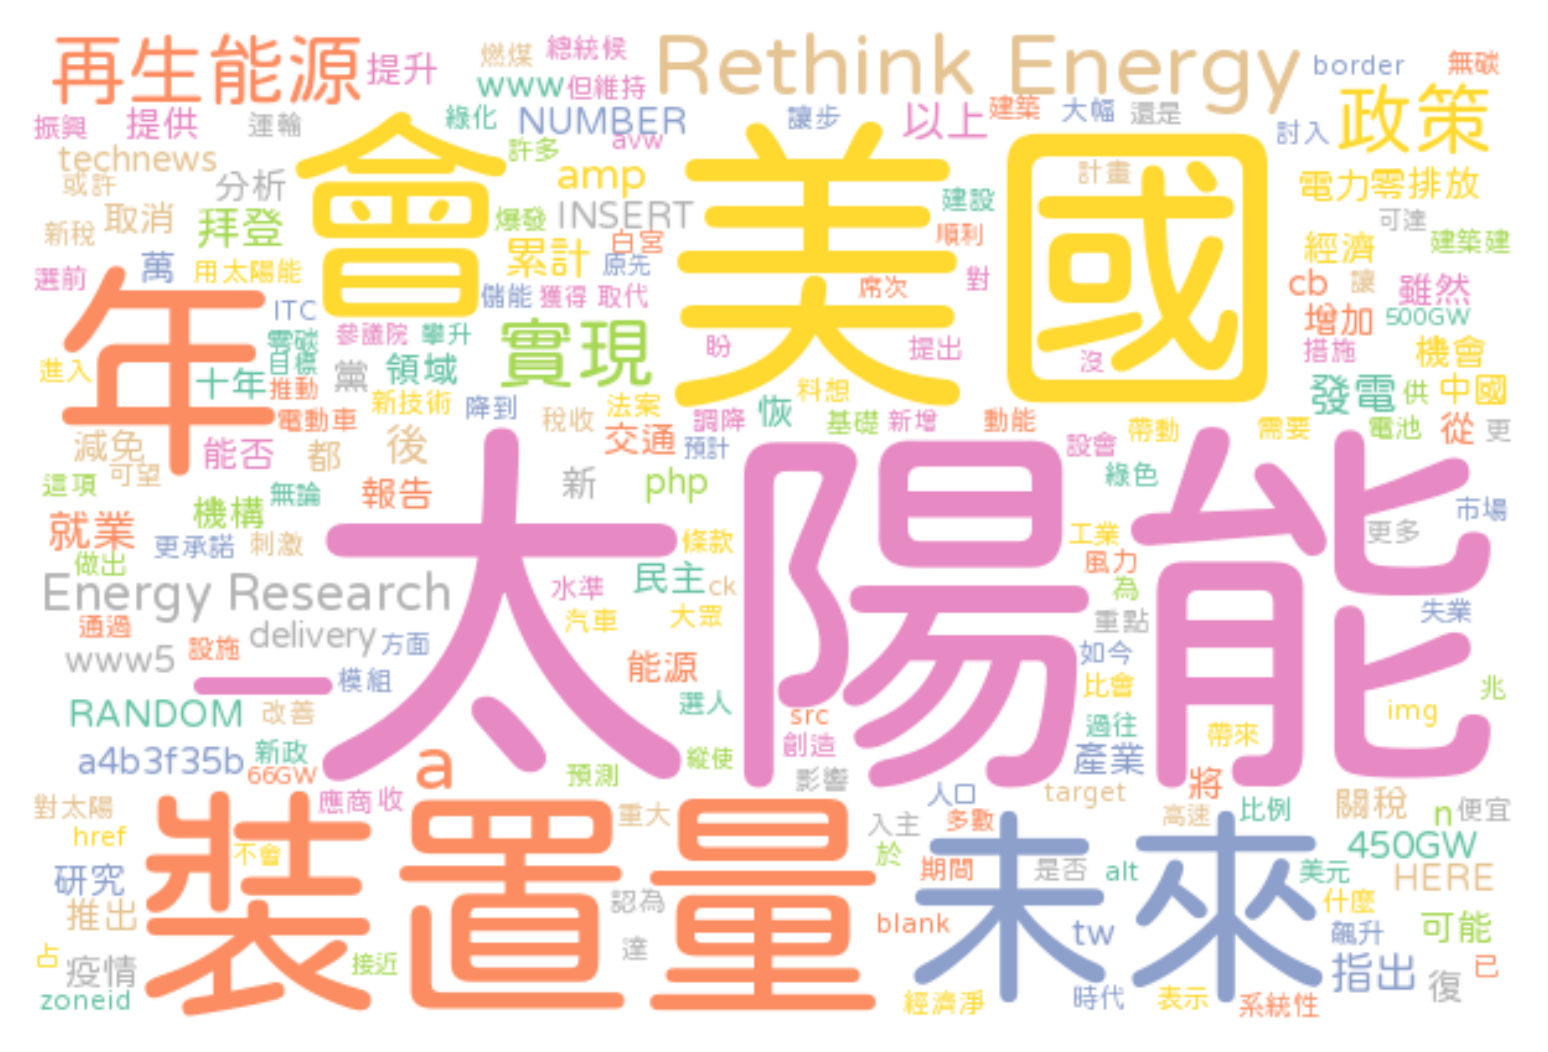 再生能源 提升 燃煤 總統候 Rethink Energy border 無碳
www 但維持
振興 提供 運輸 綠化 NUMBER 讓步 以上 建築 大幅 還是 討入 政策
avw
technews 許多
或許 分析 amp 計畫 電力 零排放
新稅 取消 拜登 會 爆發 INSERT 美 建設 國 可達
累計 白宮 順利 經濟 建築建
選前 萬 用 太陽能 原先 席次 對 cb 讓 雖然
年 ITC 儲能 獲得 取代 增加 500GW
零碳 參議院 攀升 實現 盼 提出 沒 措施 機會
進入 目標 黨 領域
十年 推動 新技術 降到 稅收 法案 料想 發電 供 中國
電動車 調降 恢 基礎 新增 動能
減免 能否 都 後 交通 預計 設會 帶動 需要 電池 從 更
可望
這項 無論 報告 新 php 綠色
機構 市場
就業 更承諾 刺激 太陽能 條款 工業 更多
做出 風力
Energy Research 水準 民主 ck 為
通過 汽車 大眾 重點 失業
www5 設施 delivery 方面 如今
一 模組 能源 比會 兆
RANDOM 改善 選人 src 過往 img
a4b3f35b 新政 創造 產業 帶來
66GW a 預測 縱使 影響 將
對太陽 應商 收 重大 人口 target 高速 比例 關稅 n 便宜
href 不會 入主 多數 450GW
研究 裝置量 於 期間 未來 是否 alt 美元 HERE
推出 認為 blank tw 什麼 飆升 可能
占 疫情 接近 達 指出 復 已
zoneid 經濟淨 時代 表示 系統性